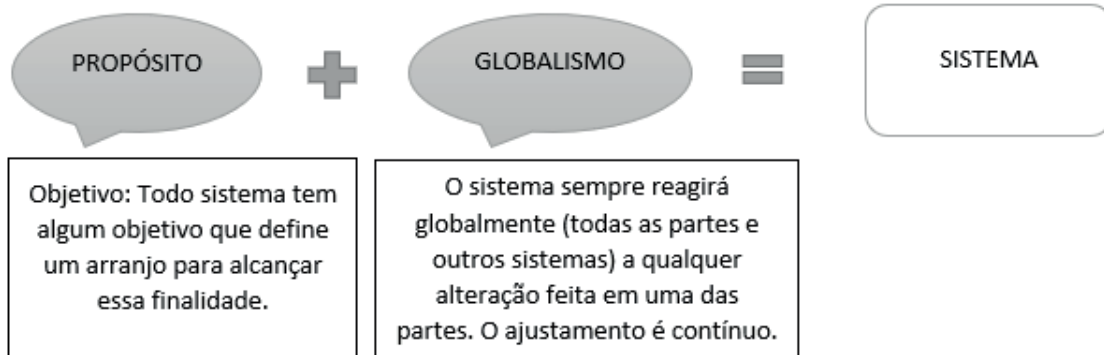 PROPÓSITO
GLOBALISMO
SISTEMA
Objetivo: Todo sistema tem
algum objetivo que define
um arranjo para alcançar
essa finalidade.
O sistema sempre reagirá
globalmente (todas as partes e
outros sistemas) a qualquer
alteração feita em uma das
partes. O ajustamento é contínuo.